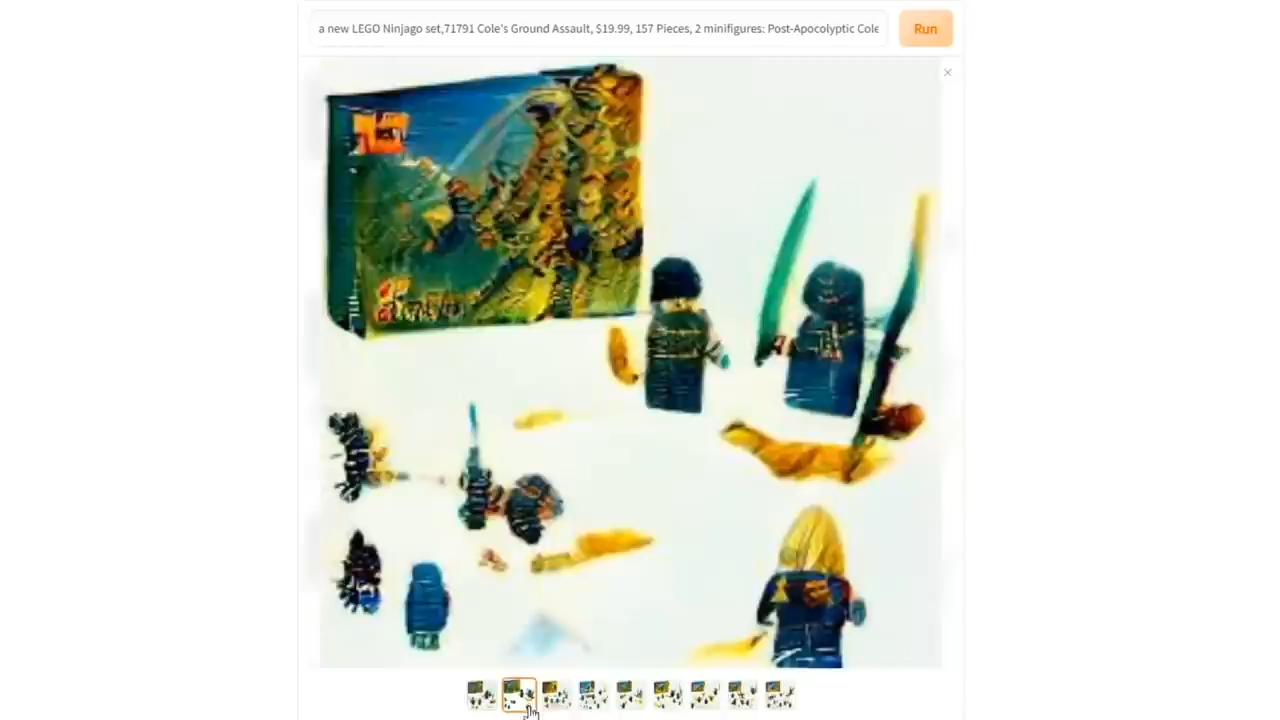 a new LEGO Ninjago set,71791 Cole's Ground Assault, $19.99, 157 Pieces, 2 minifigures: Post-Apocolyptic Cole
Run